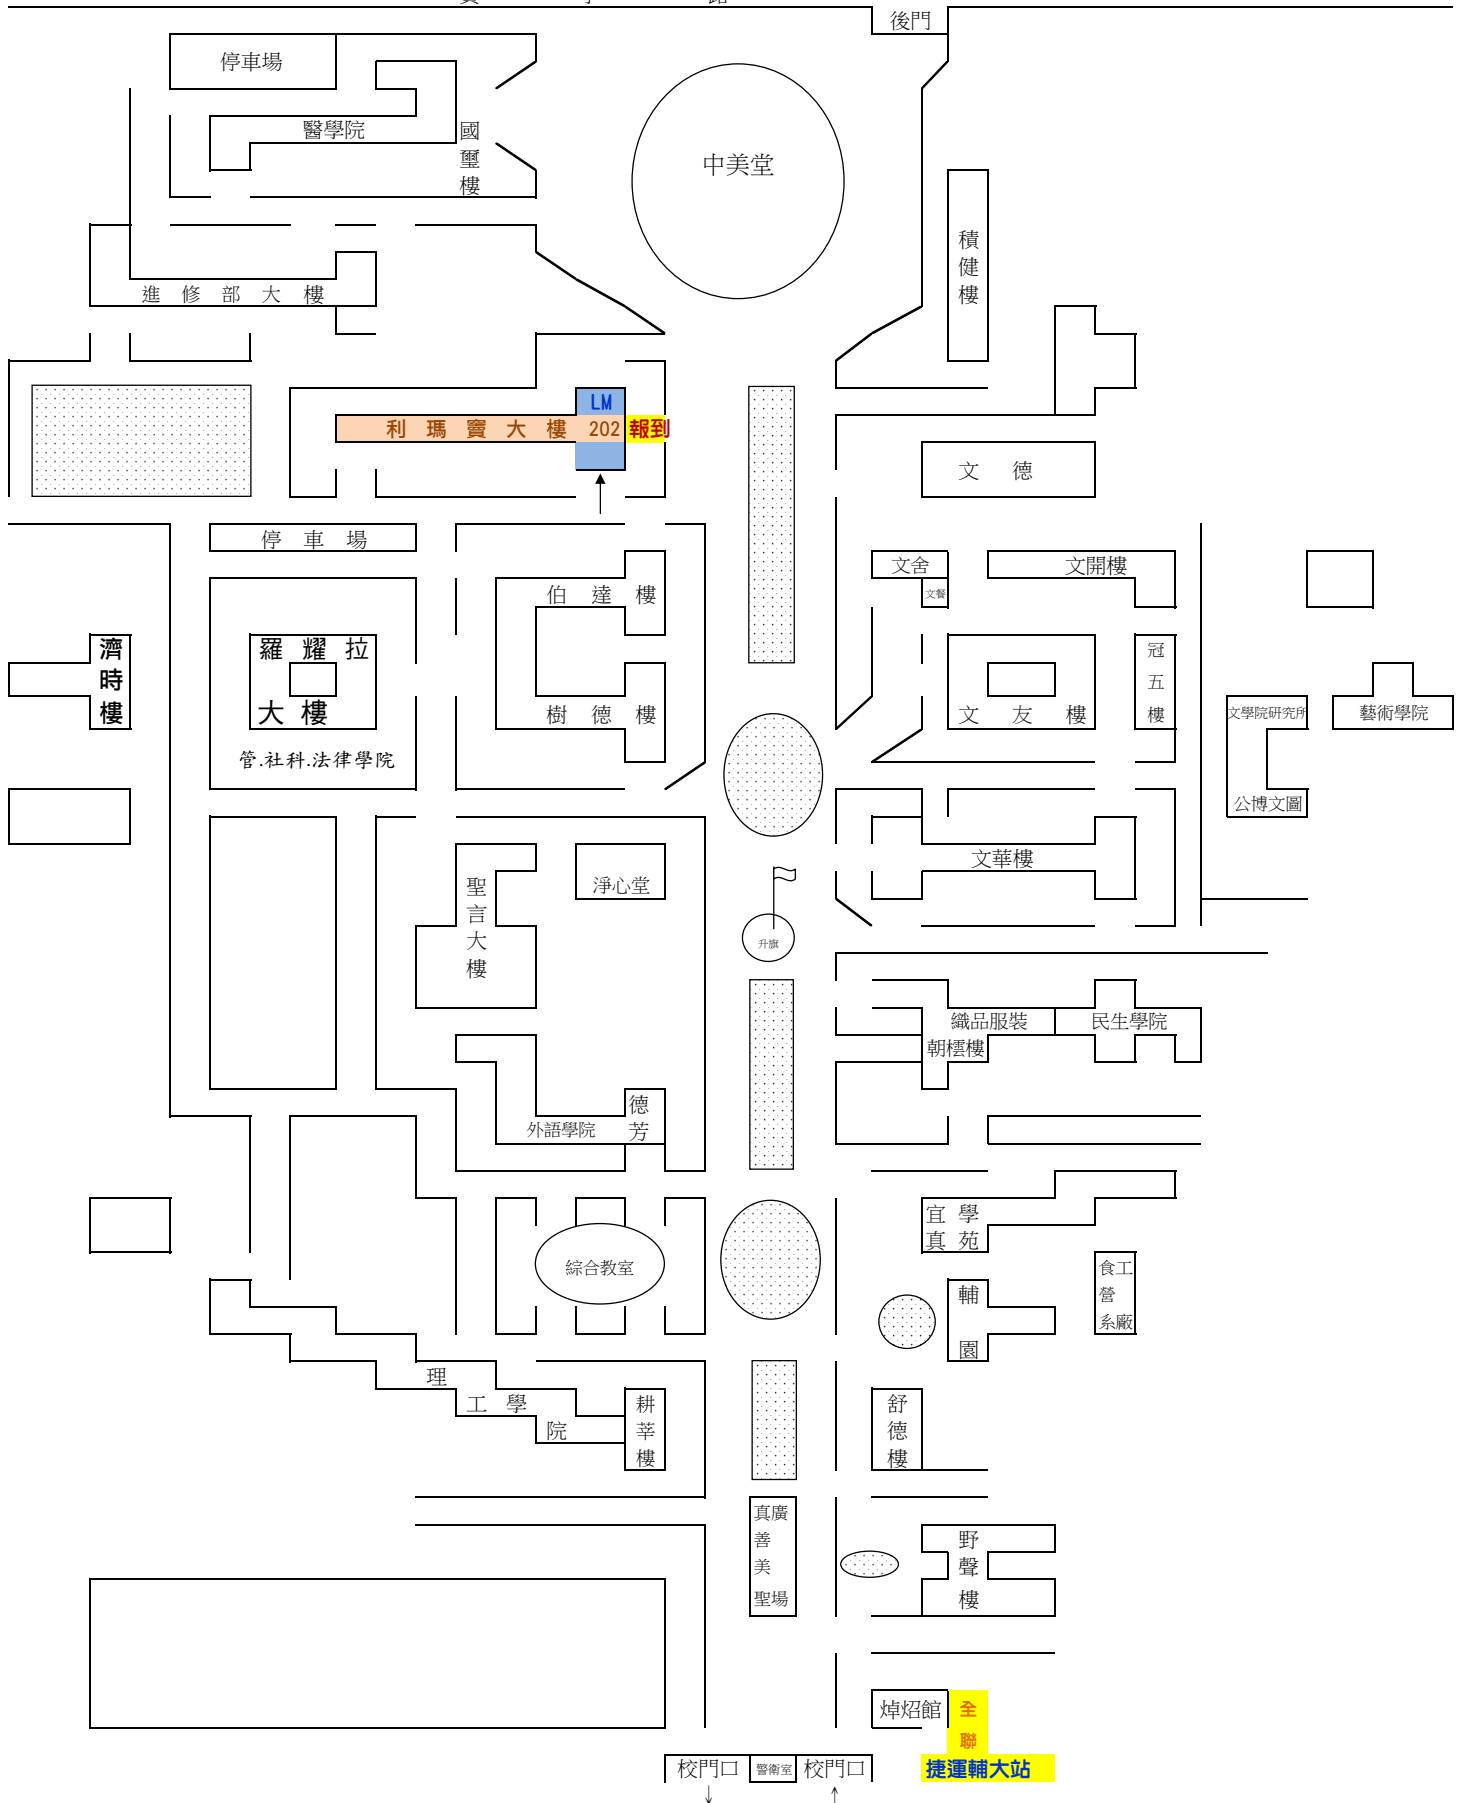 後門
停車場
醫學院
國璽樓
中美堂
積健樓
進修部大樓
LM
利瑪竇大樓 202 報到
文德
停車場
文舍
文開樓
文餐
伯達樓
濟時樓
羅耀拉
大樓
冠五樓
樹德樓
文友樓
文學院研究所
藝術學院
管.社科.法律學院
公博文圖
文華樓
聖言大樓
淨心堂
升旗
織品服裝
民生學院
朝橒樓
德芳
外語學院
宜學
真苑
綜合教室
食工
營
系廠
輔園
理工學院
耕莘樓
舒德樓
真廣
善
美
聖場
野聲樓
焯炤館
全聯
捷運輔大站
校門口
警衛室
校門口